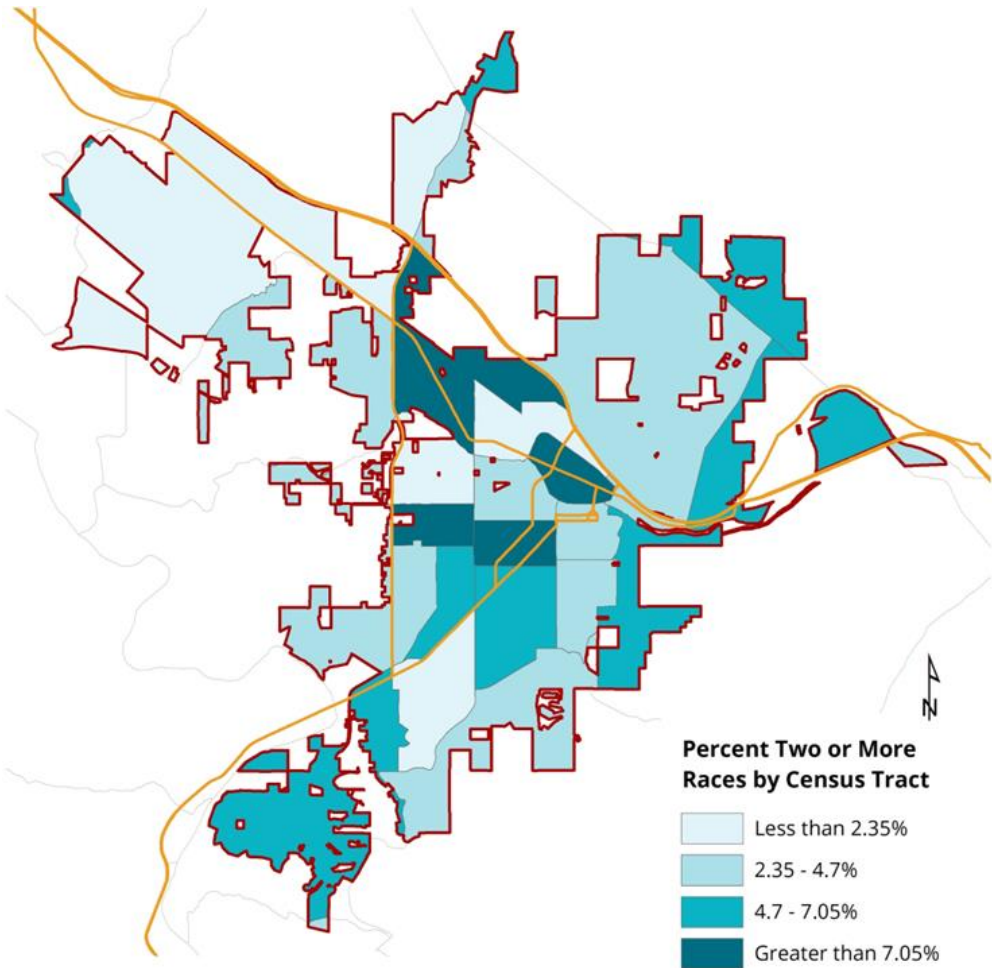 N
Percent Two or More
Races by Census Tract
Less than 2.35%
2.35 - 4.7%
4.7 - 7.05%
Greater than 7.05%